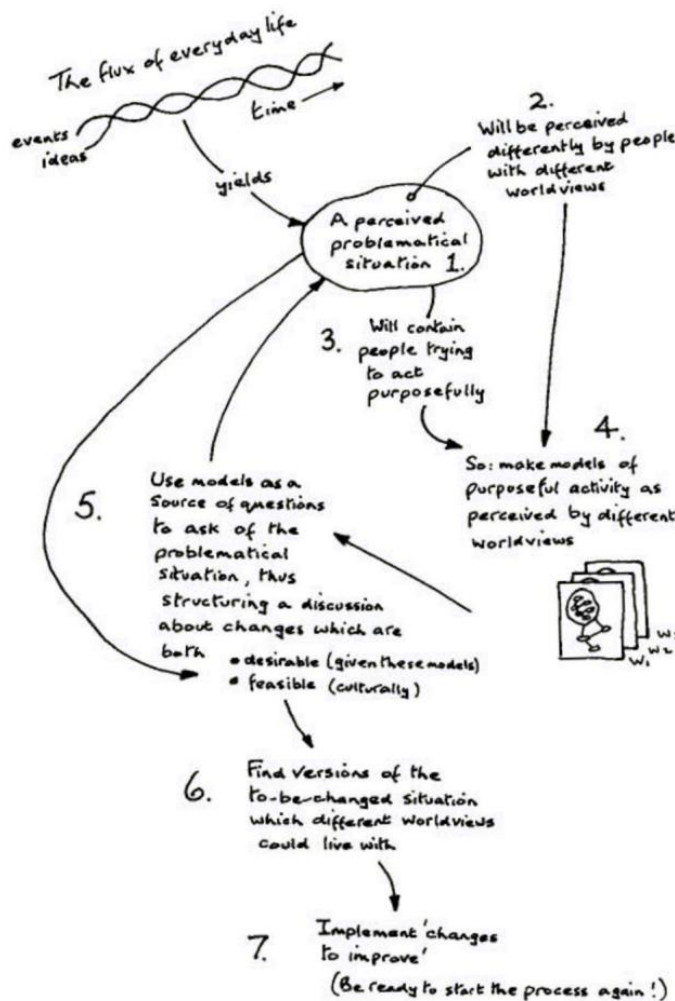 The flux of everyday life
time
events
ideas
yields
2.
Will be perceived
differently by people
with different
worldviews
A perceived
problematical
situation 1.
3.
Will contain
people trying
to act
purposefully
4.
So: make models of
purposeful activity as
perceived by different
worldviews
W1
W2
5.
Use models as a
Source of questions
to ask of the
problematical
situation, thus
structuring a discussion
about changes which are
both
• desirable (given these models)
• feasible (culturally)
6.
Find versions of the
to-be-changed situation
which different worldviews
could live with
7.
Implement 'changes
to improve'
(Be ready to start the process again!)